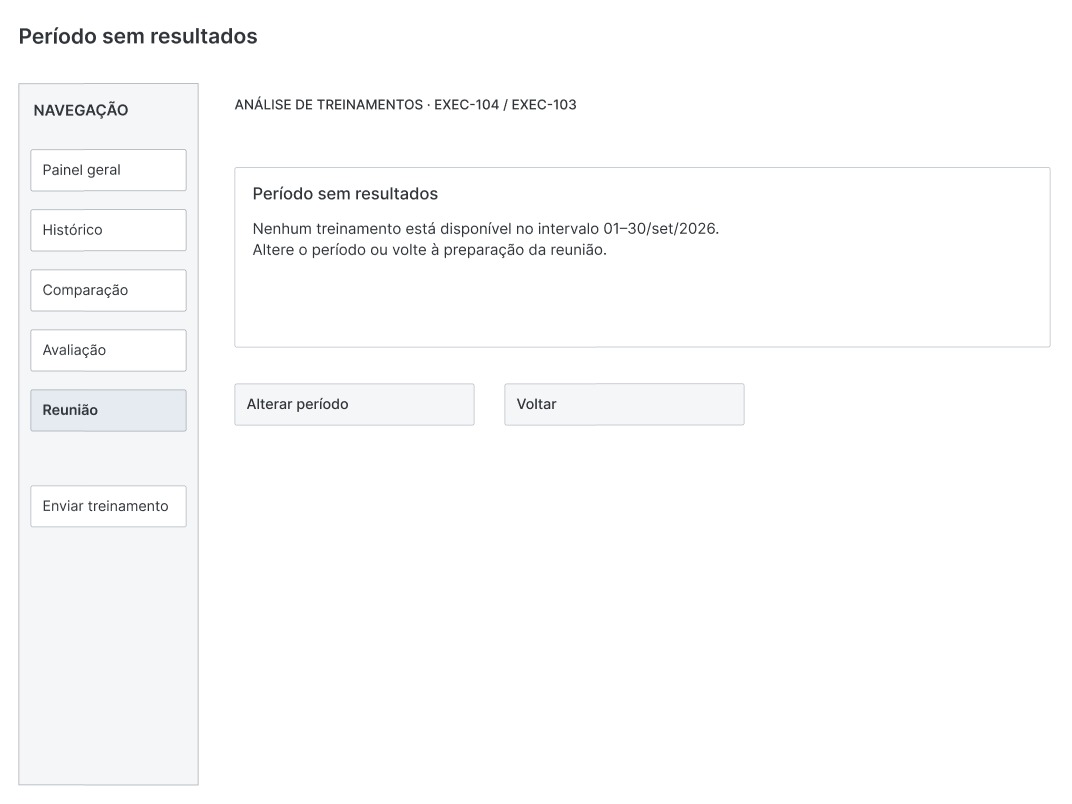 Período sem resultados
NAVEGAÇÃO
Painel geral
Histórico
Comparação
Avaliação
Reunião
Enviar treinamento
ANÁLISE DE TREINAMENTOS · EXEC-104 / EXEC-103
Período sem resultados
Nenhum treinamento está disponível no intervalo 01–30/set/2026.
Altere o período ou volte à preparação da reunião.
Alterar período
Voltar